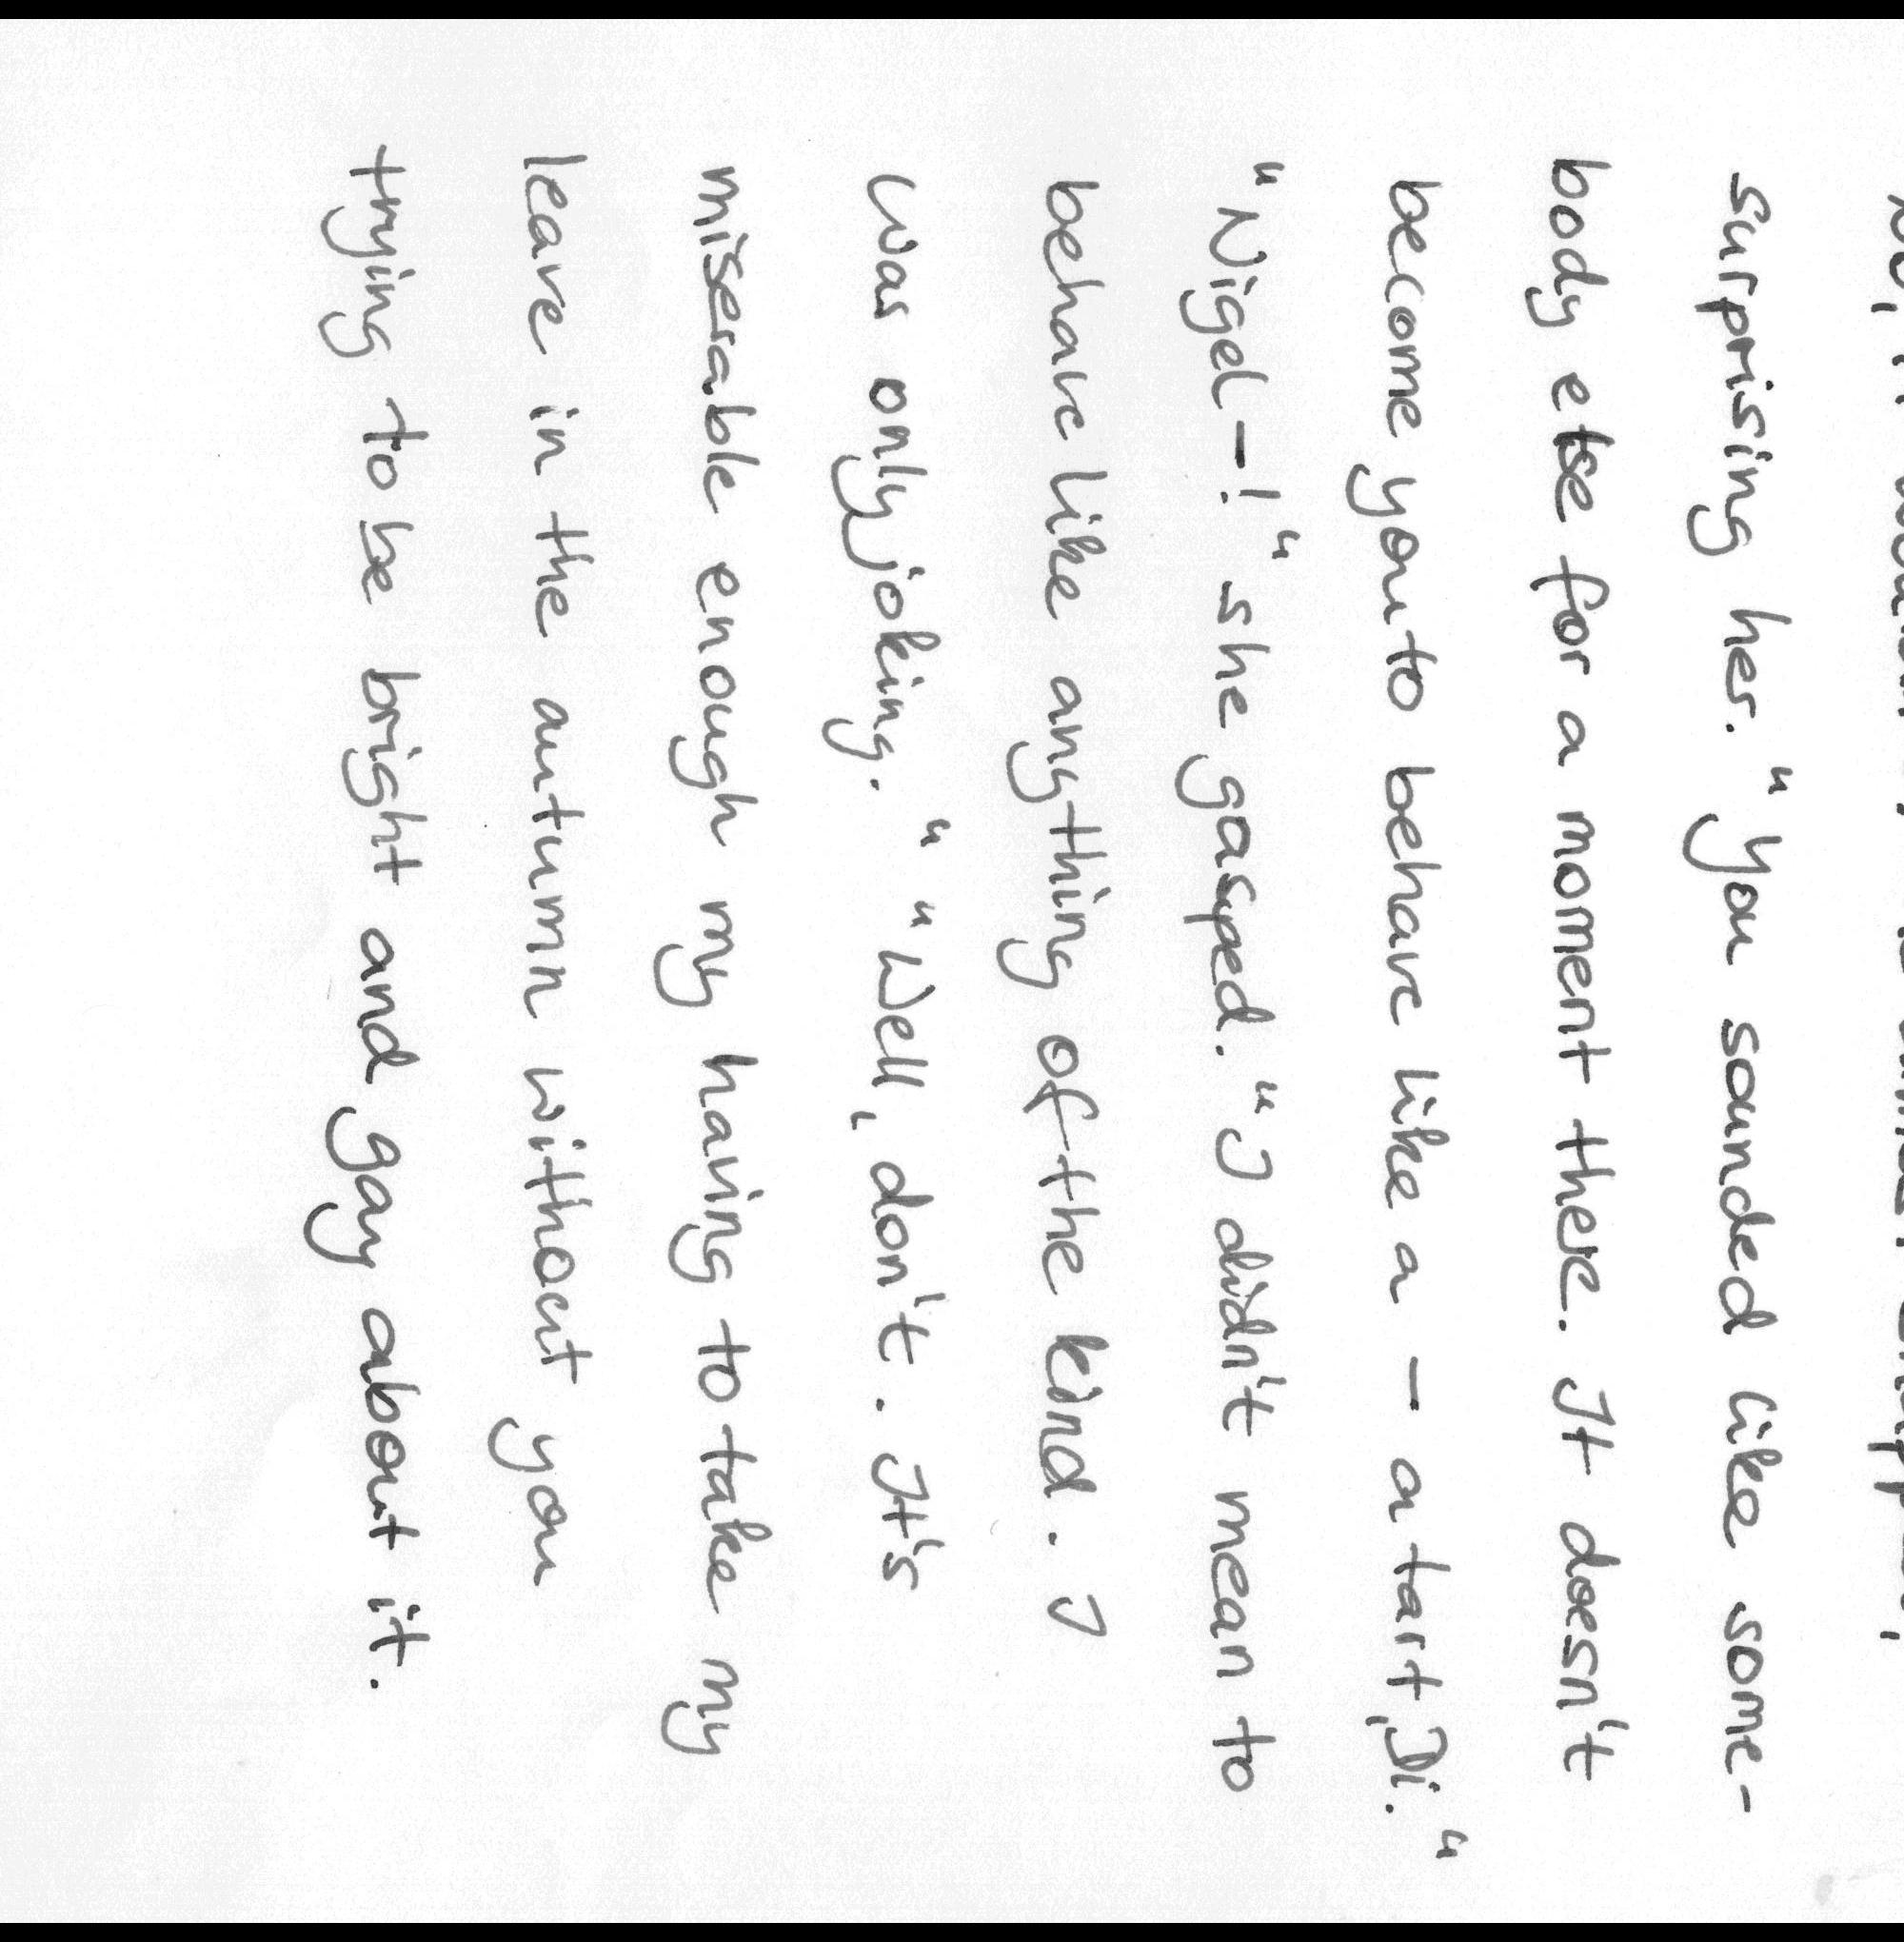 surprising her. "You sounded like some-
body else for a moment there. It doesn't
become you to behave like a - a tart, Di."
"Nigel-!" she gasped. "I didn't mean to
behave like anything of the kind. I
was only joking." "Well, don't. It's
miserable enough my having to take my
leave in the autumn without you
trying to be bright and gay about it.